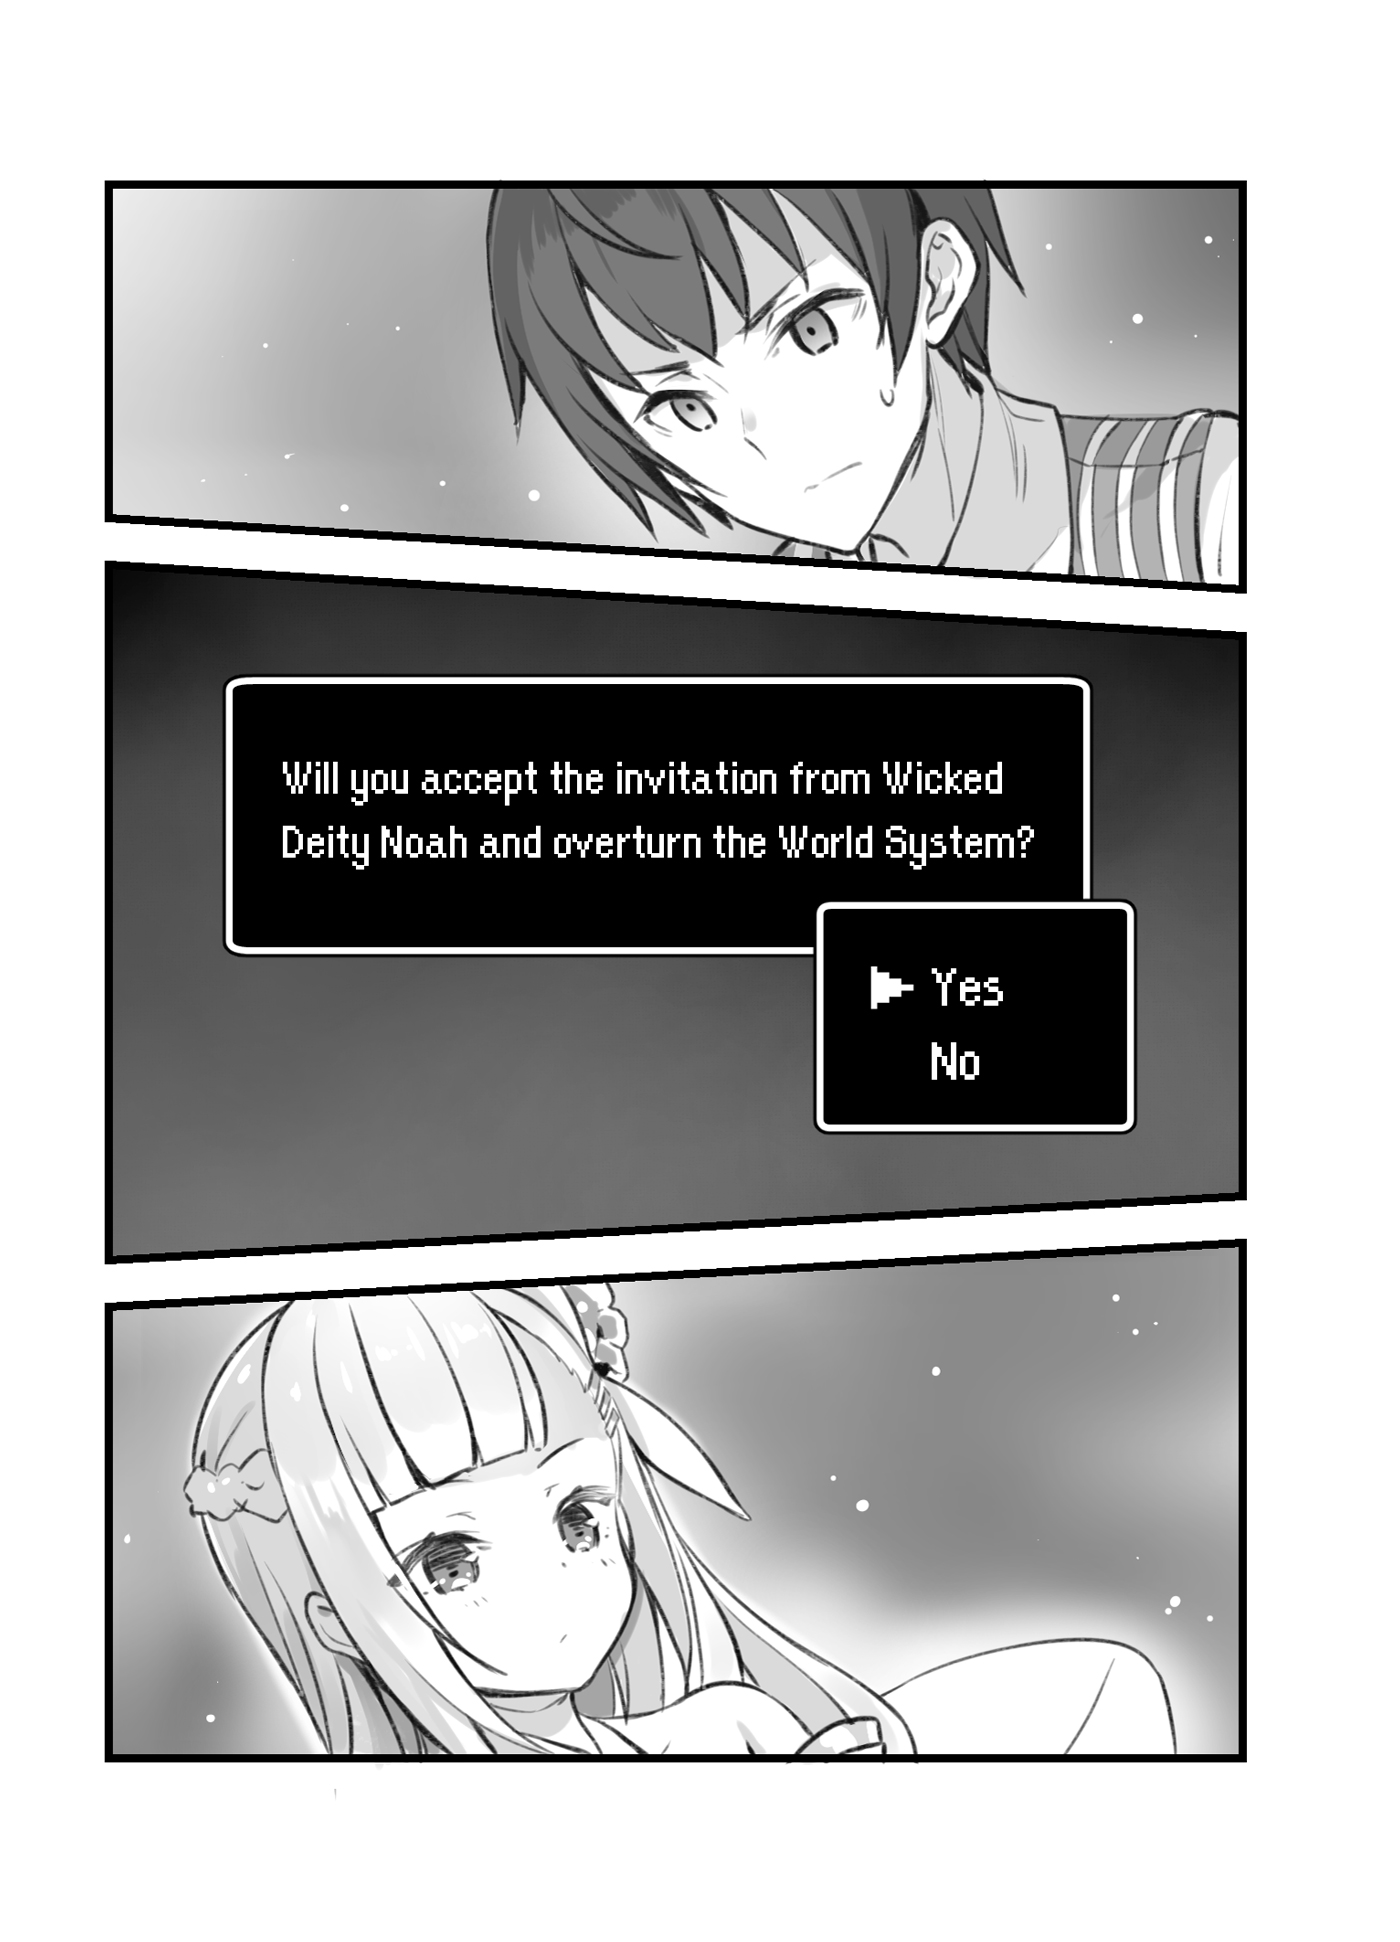 Will you accept the invitation from Wicked
Deity Noah and overturn the World System?
Yes
No